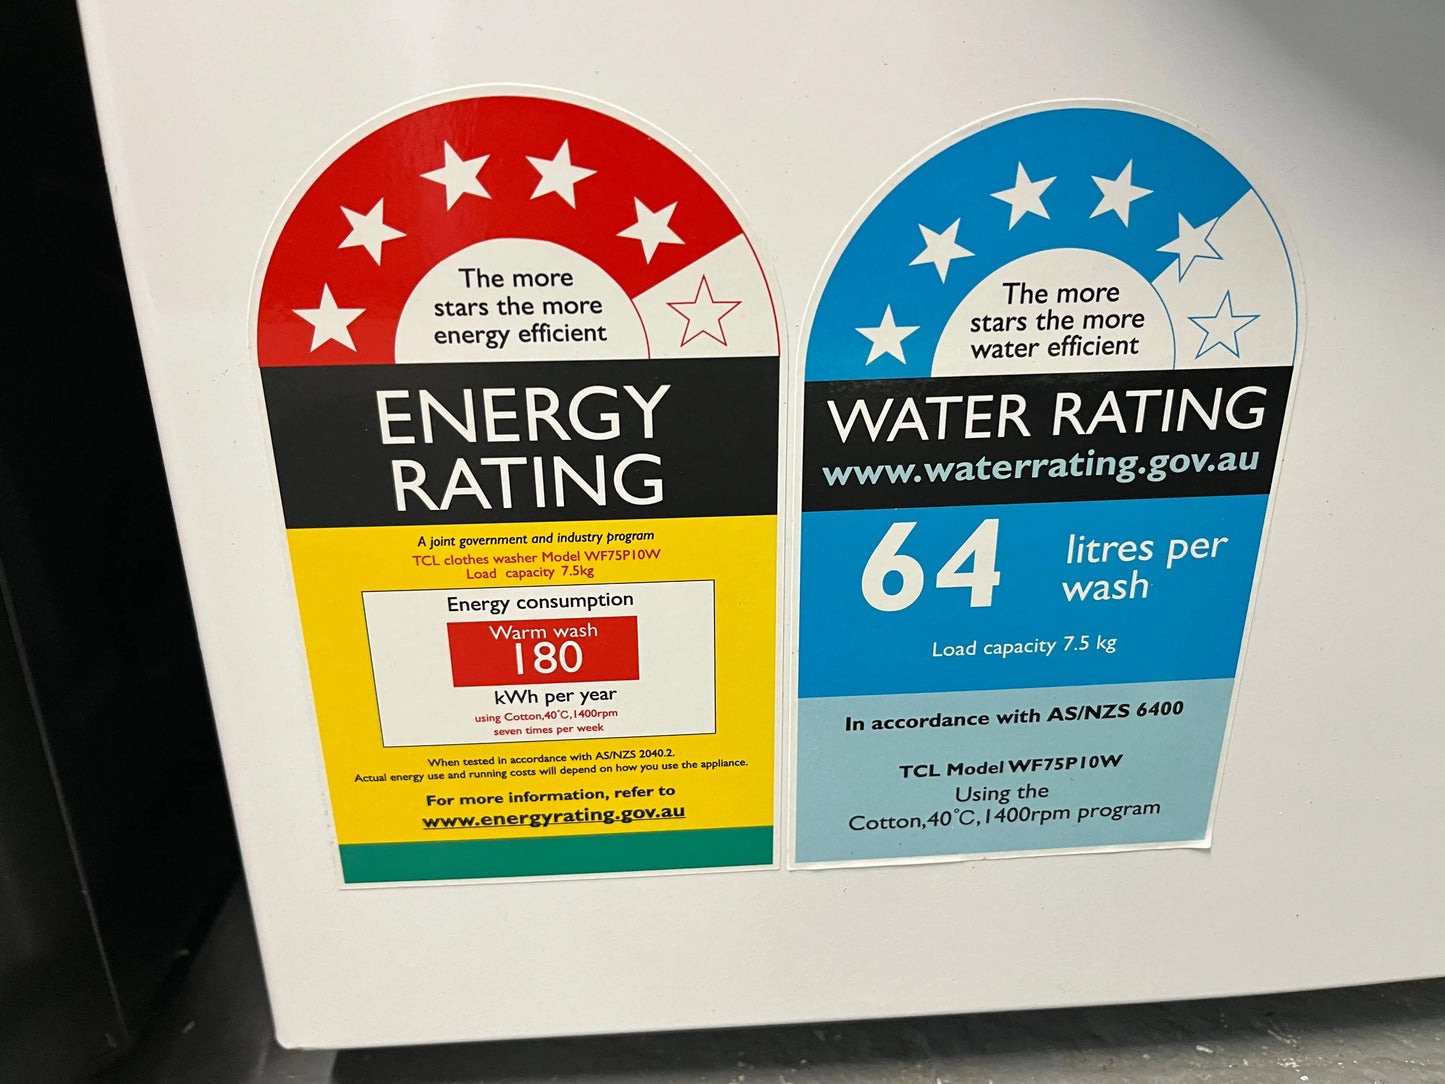 The more
stars the more
energy efficient
ENERGY
RATING
A joint government and industry program
TCL clothes washer Model WF75P10W
Load capacity 7.5kg
Energy consumption
Warm wash
180
kWh per year
using Cotton,40°C,1400rpm
seven times per week
When tested in accordance with AS/NZS 2040.2.
Actual energy use and running costs will depend on how you use the appliance.
For more information, refer to
www.energyrating.gov.au
The more
stars the more
water efficient
WATER RATING
www.waterrating.gov.au
64 litres per
wash
Load capacity 7.5 kg
In accordance with AS/NZS 6400
TCL Model WF75P10W
Using the
Cotton,40°C,1400rpm program